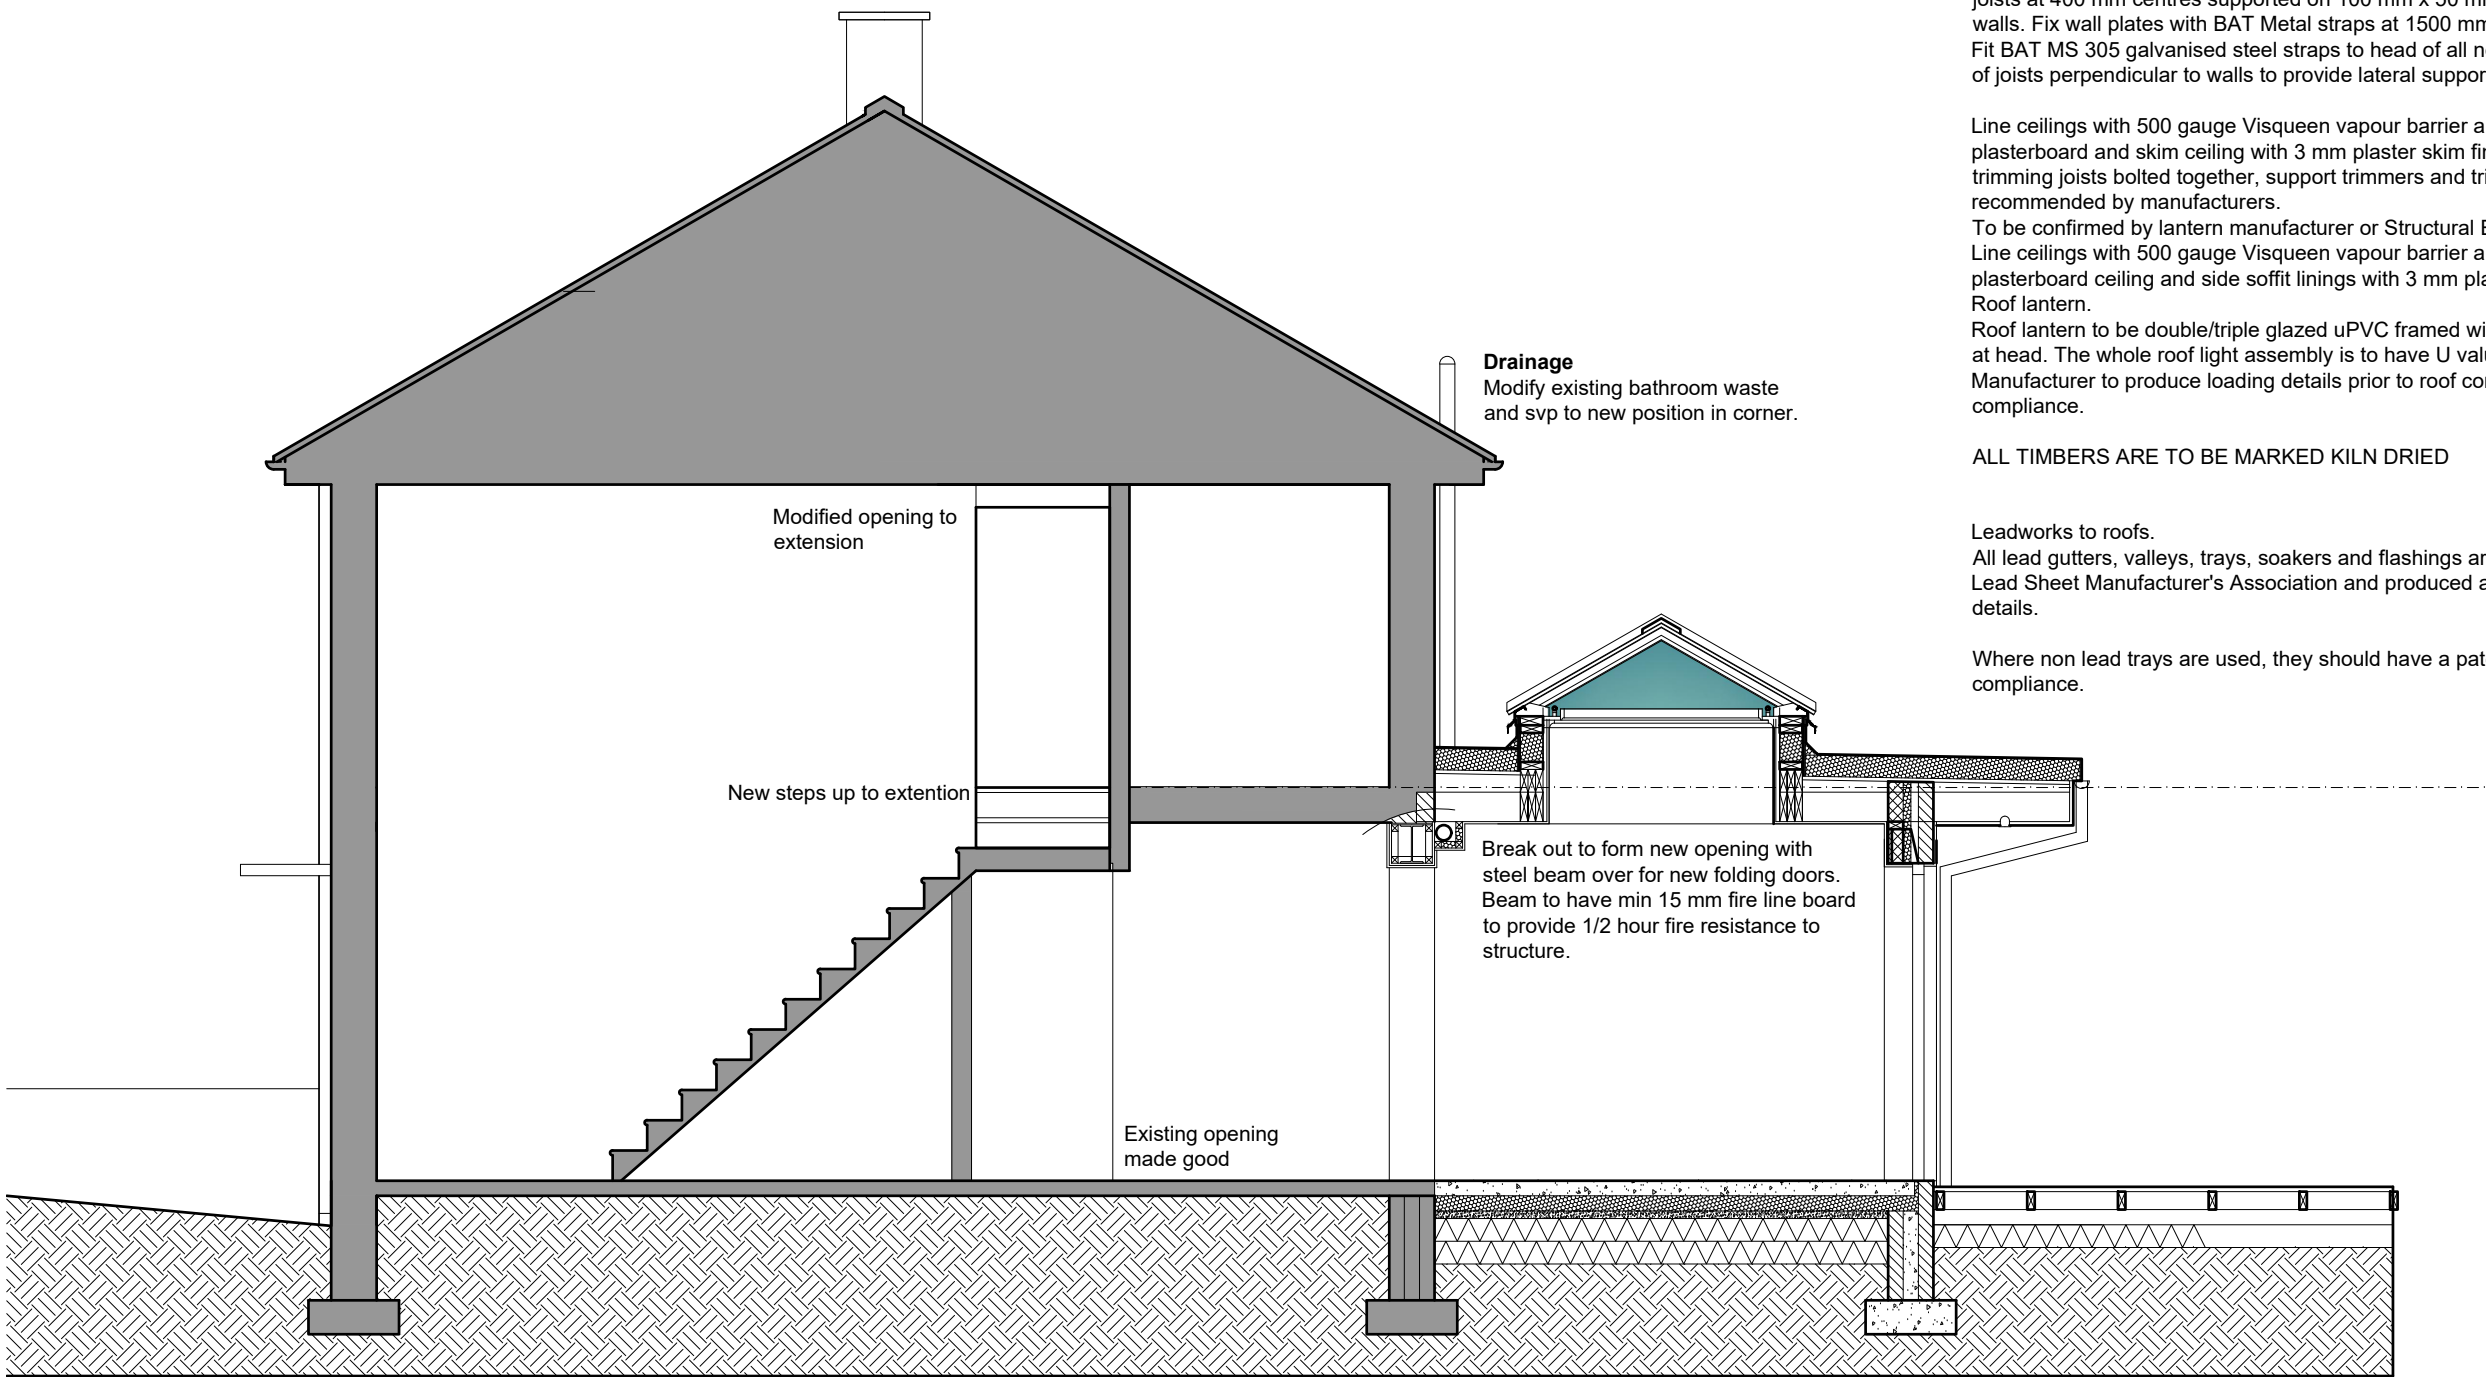 joists at 400 mm centres supported on 100 mm x 50
walls. Fix wall plates with BAT Metal straps at 1500 mm
Fit BAT MS 305 galvanised steel straps to head of all
of joists perpendicular to walls to provide lateral
Line ceilings with 500 gauge Visqueen vapour barrier
plasterboard and skim ceiling with 3 mm plaster skim
trimming joists bolted together, support trimmers and
recommended by manufacturers.
To be confirmed by lantern manufacturer or Structural
Line ceilings with 500 gauge Visqueen vapour barrier
plasterboard ceiling and side soffit linings with 3 mm
Roof lantern.
Roof lantern to be double/triple glazed uPVC framed
at head. The whole roof light assembly is to have U
Manufacturer to produce loading details prior to roof
compliance.
ALL TIMBERS ARE TO BE MARKED KILN DRIED
Leadworks to roofs.
All lead gutters, valleys, trays, soakers and flashings
Lead Sheet Manufacturer's Association and produced
details.
Where non lead trays are used, they should have a
compliance.
Drainage
Modify existing bathroom waste
and svp to new position in corner.
Modified opening to
extension
New steps up to extention
Break out to form new opening with
steel beam over for new folding doors.
Beam to have min 15 mm fire line board
to provide 1/2 hour fire resistance to
structure.
Existing opening
made good